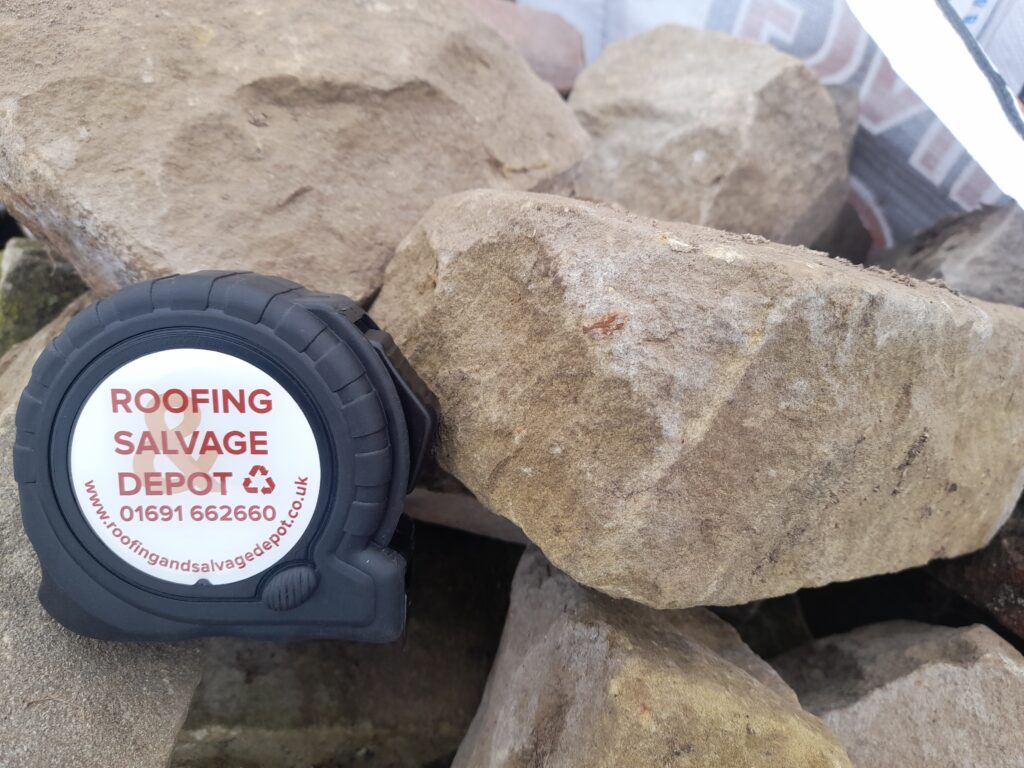 ROOFING
&
SALVAGE
DEPOT
01691 662660
www.roofingandsalvagedepot.co.uk